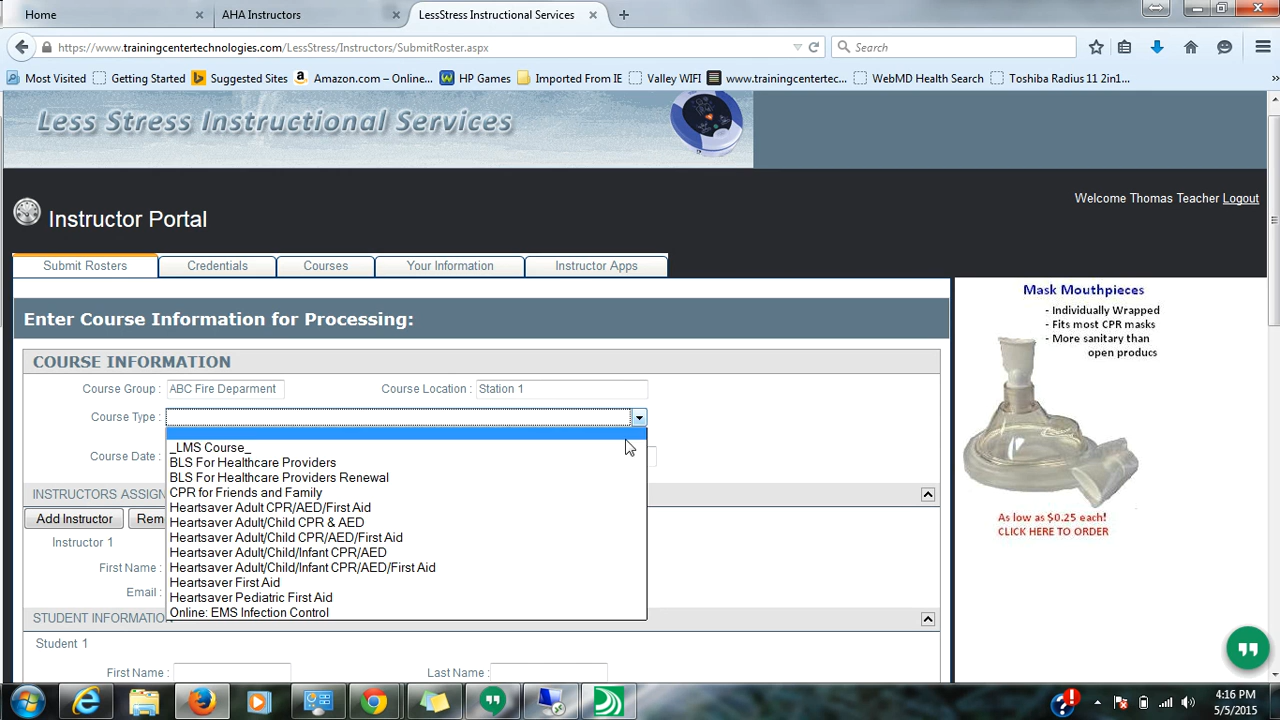 Home
AHA Instructors
LessStress Instructional Services
https://www.trainingcentertechnologies.com/LessStress/Instructors/SubmitRoster.aspx
Search
Most Visited
Getting Started
Suggested Sites
Amazon.com – Online...
HP Games
Imported From IE
Valley WIFI
www.trainingcentertec...
WebMD Health Search
Toshiba Radius 11 2in1...
Less Stress Instructional Services
Welcome Thomas Teacher Logout
Instructor Portal
Submit Rosters
Credentials
Courses
Your Information
Instructor Apps
Enter Course Information for Processing:
COURSE INFORMATION
Course Group : ABC Fire Deparment
Course Location : Station 1
Course Type :
_LMS Course_
BLS For Healthcare Providers
BLS For Healthcare Providers Renewal
CPR for Friends and Family
Heartsaver Adult CPR/AED/First Aid
Heartsaver Adult/Child CPR & AED
Heartsaver Adult/Child CPR/AED/First Aid
Heartsaver Adult/Child/Infant CPR/AED
Heartsaver Adult/Child/Infant CPR/AED/First Aid
Heartsaver First Aid
Heartsaver Pediatric First Aid
Online: EMS Infection Control
Course Date :
INSTRUCTORS ASSIGN
Add Instructor
Rem
Instructor 1
First Name :
Email :
STUDENT INFORMATION
Student 1
First Name :
Last Name :
Mask Mouthpieces
- Individually Wrapped
- Fits most CPR masks
- More sanitary than
open producs
As low as $0.25 each!
CLICK HERE TO ORDER
4:16 PM
5/5/2015